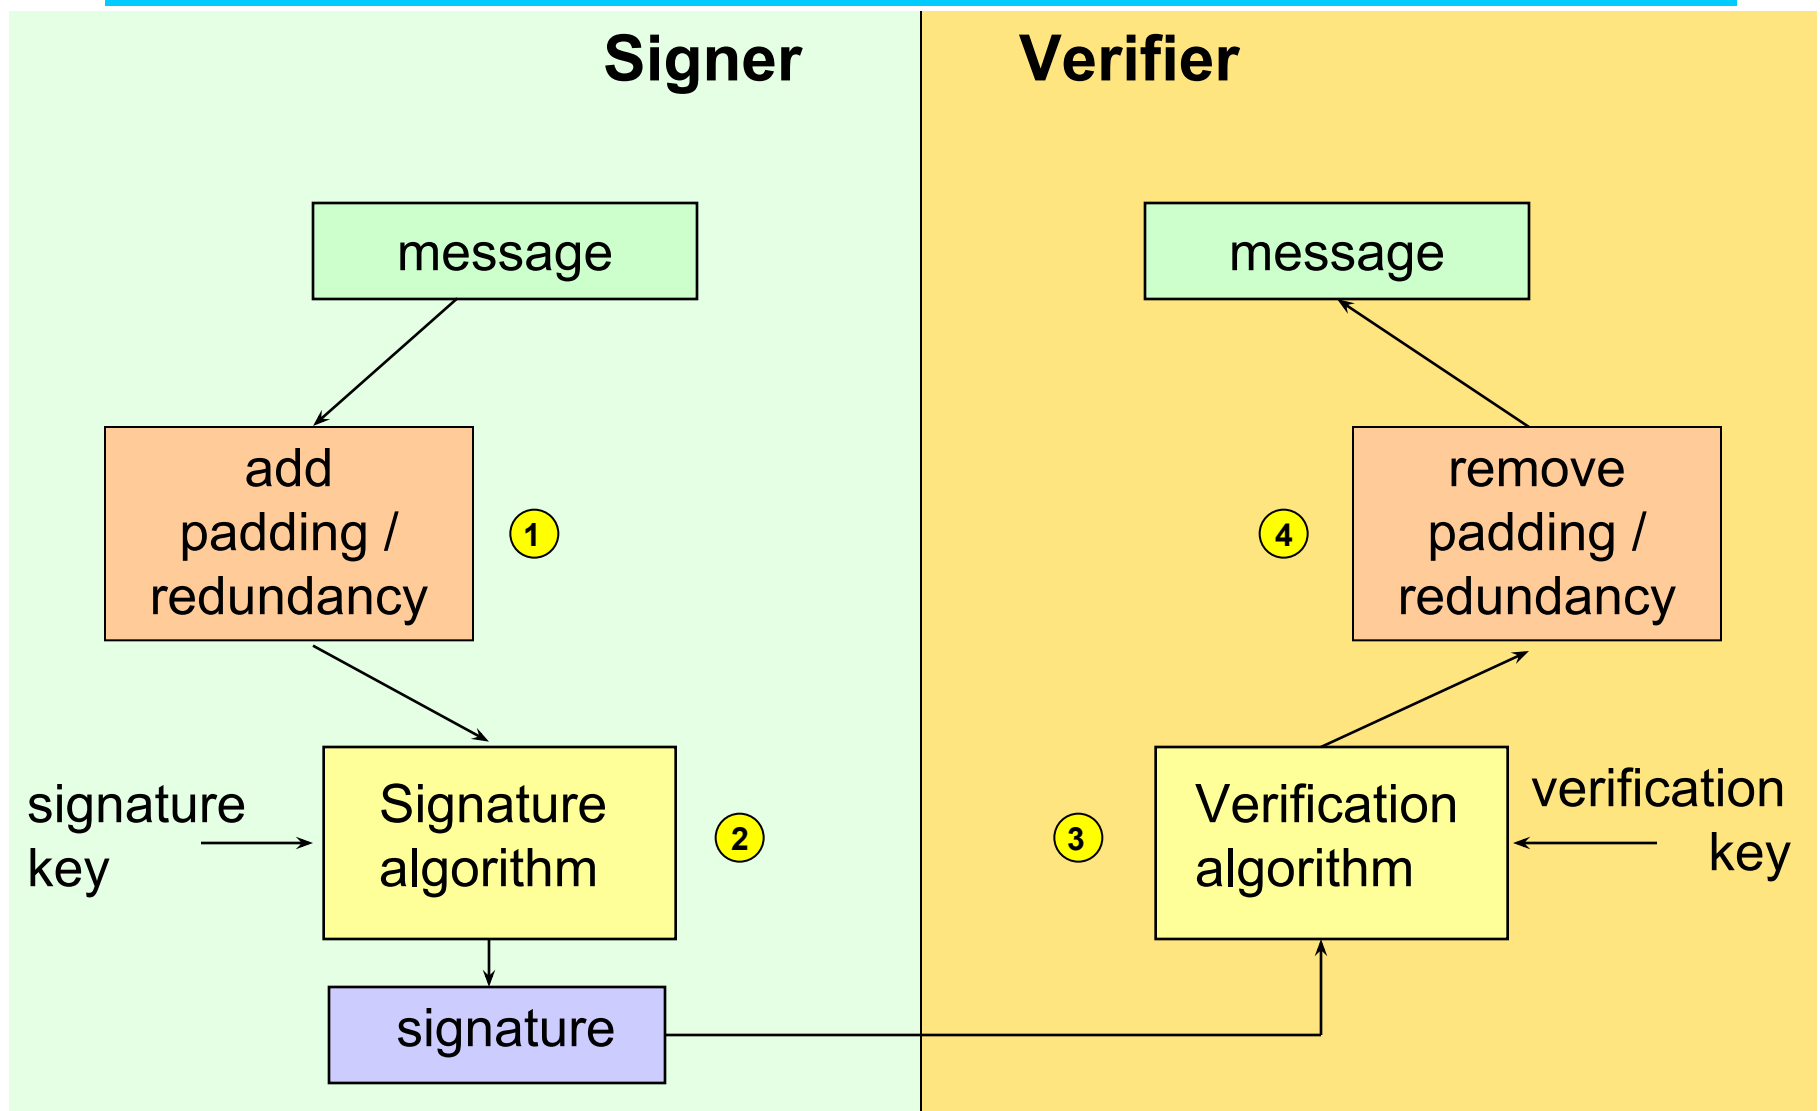 Signer
Verifier
message
message
add
padding /
redundancy
1
4
remove
padding /
redundancy
signature
key
Signature
algorithm
2
3
Verification
algorithm
verification
key
signature